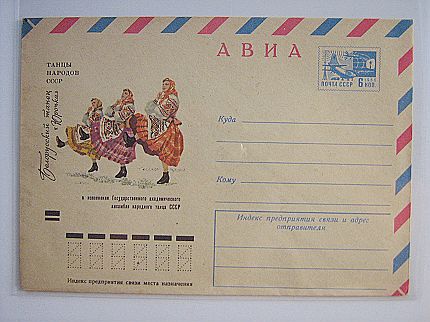 АВИА
ТАНЦЫ
НАРОДОВ
СССР
Белорусский танец
«Юрочка»
в исполнении Государственного академического
ансамбля народного танца СССР
ПОЧТА СССР 6 КОП.
Куда
Кому
Индекс предприятия связи и адрес
отправителя
Индекс предприятия связи места назначения